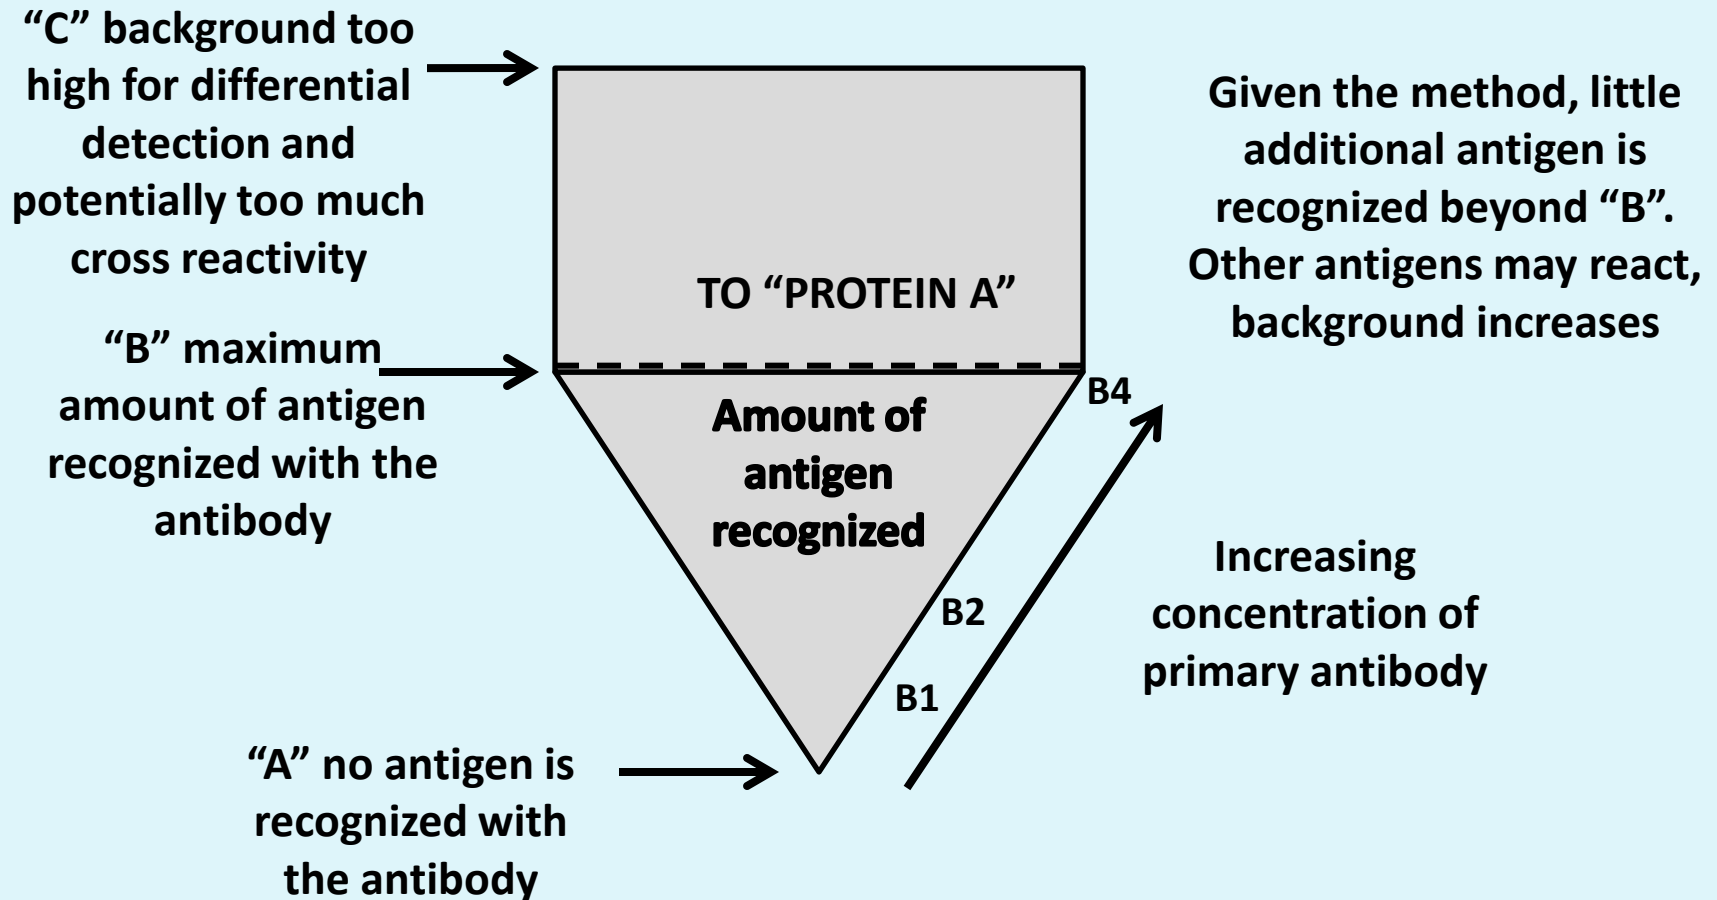 “C” background too
high for differential
detection and
potentially too much
cross reactivity
Given the method, little
additional antigen is
recognized beyond “B”.
Other antigens may react,
background increases
TO “PROTEIN A”
“B” maximum
amount of antigen
recognized with the
antibody
B4
Amount of
antigen
recognized
B2
B1
Increasing
concentration of
primary antibody
“A” no antigen is
recognized with
the antibody